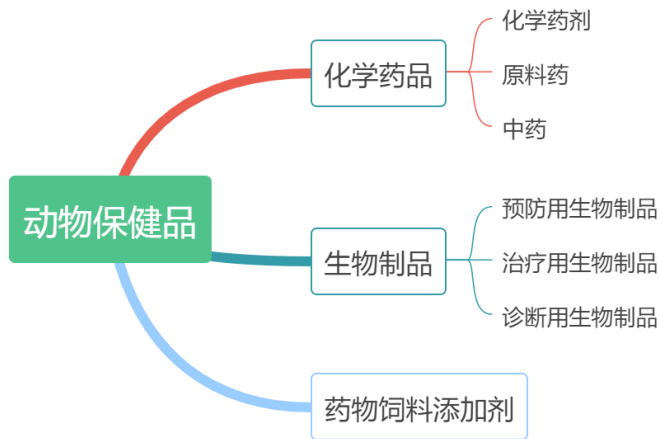 动物保健品
化学药品
化学药剂
原料药
中药
生物制品
预防用生物制品
治疗用生物制品
诊断用生物制品
药物饲料添加剂